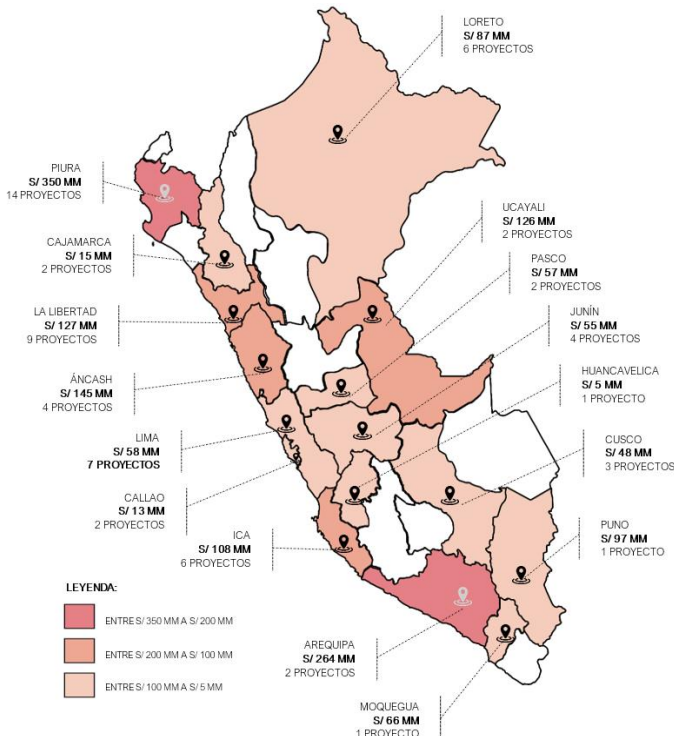 LORETO
S/ 87 MM
6 PROYECTOS
PIURA
S/ 350 MM
14 PROYECTOS
UCAYALI
S/ 126 MM
2 PROYECTOS
CAJAMARCA
S/ 15 MM
2 PROYECTOS
PASCO
S/ 57 MM
2 PROYECTOS
LA LIBERTAD
S/ 127 MM
9 PROYECTOS
JUNÍN
S/ 55 MM
4 PROYECTOS
ÁNCASH
S/ 145 MM
4 PROYECTOS
HUANCAVELICA
S/ 5 MM
1 PROYECTO
LIMA
S/ 58 MM
7 PROYECTOS
CUSCO
S/ 48 MM
3 PROYECTOS
CALLAO
S/ 13 MM
2 PROYECTOS
ICA
S/ 108 MM
6 PROYECTOS
PUNO
S/ 97 MM
1 PROYECTO
LEYENDA:
ENTRE S/ 350 MM A S/ 200 MM
ENTRE S/ 200 MM A S/ 100 MM
ENTRE S/ 100 MM A S/ 5 MM
AREQUIPA
S/ 264 MM
2 PROYECTOS
MOQUEGUA
S/ 66 MM
1 PROYECTO